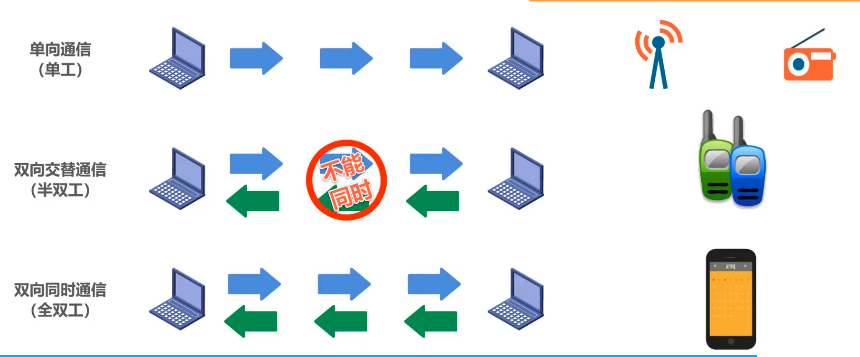 单向通信
（单工）
双向交替通信
（半双工）
不能
同时
双向同时通信
（全双工）